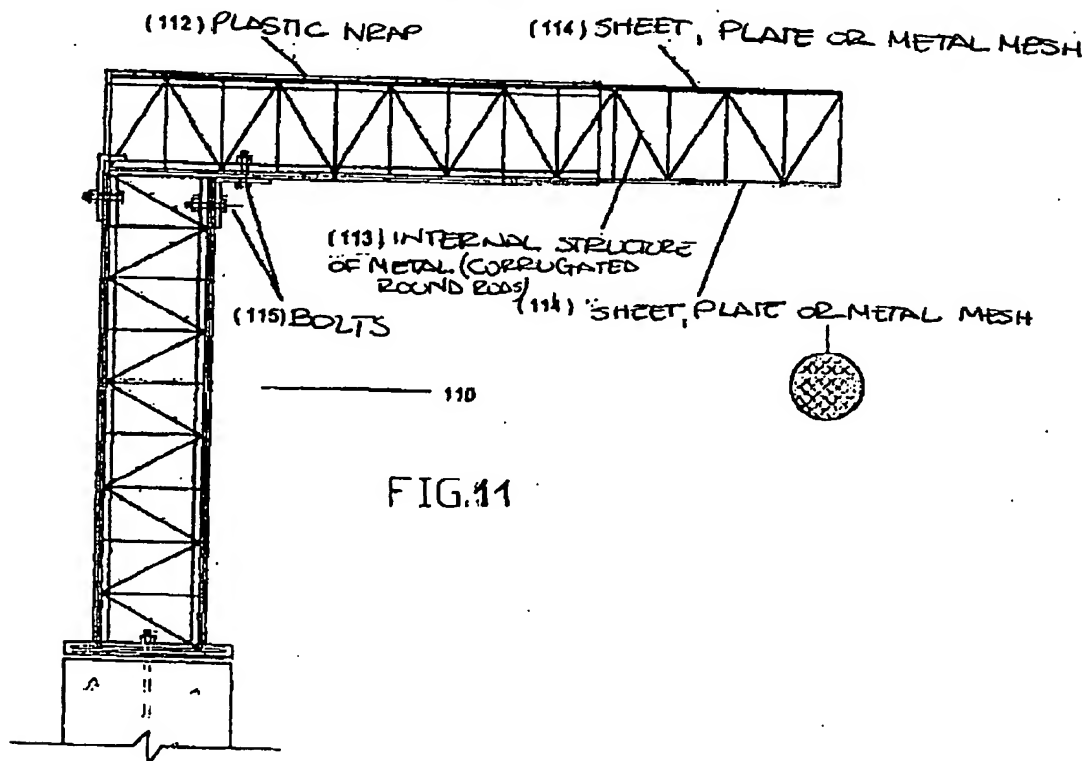 (112) PLASTIC WRAP
(114) SHEET, PLATE OR METAL MESH
(113) INTERNAL STRUCTURE
OF METAL (CORRUGATED
ROUND RODS)
(114) SHEET, PLATE OR METAL MESH
(115) BOLTS
110
FIG.11